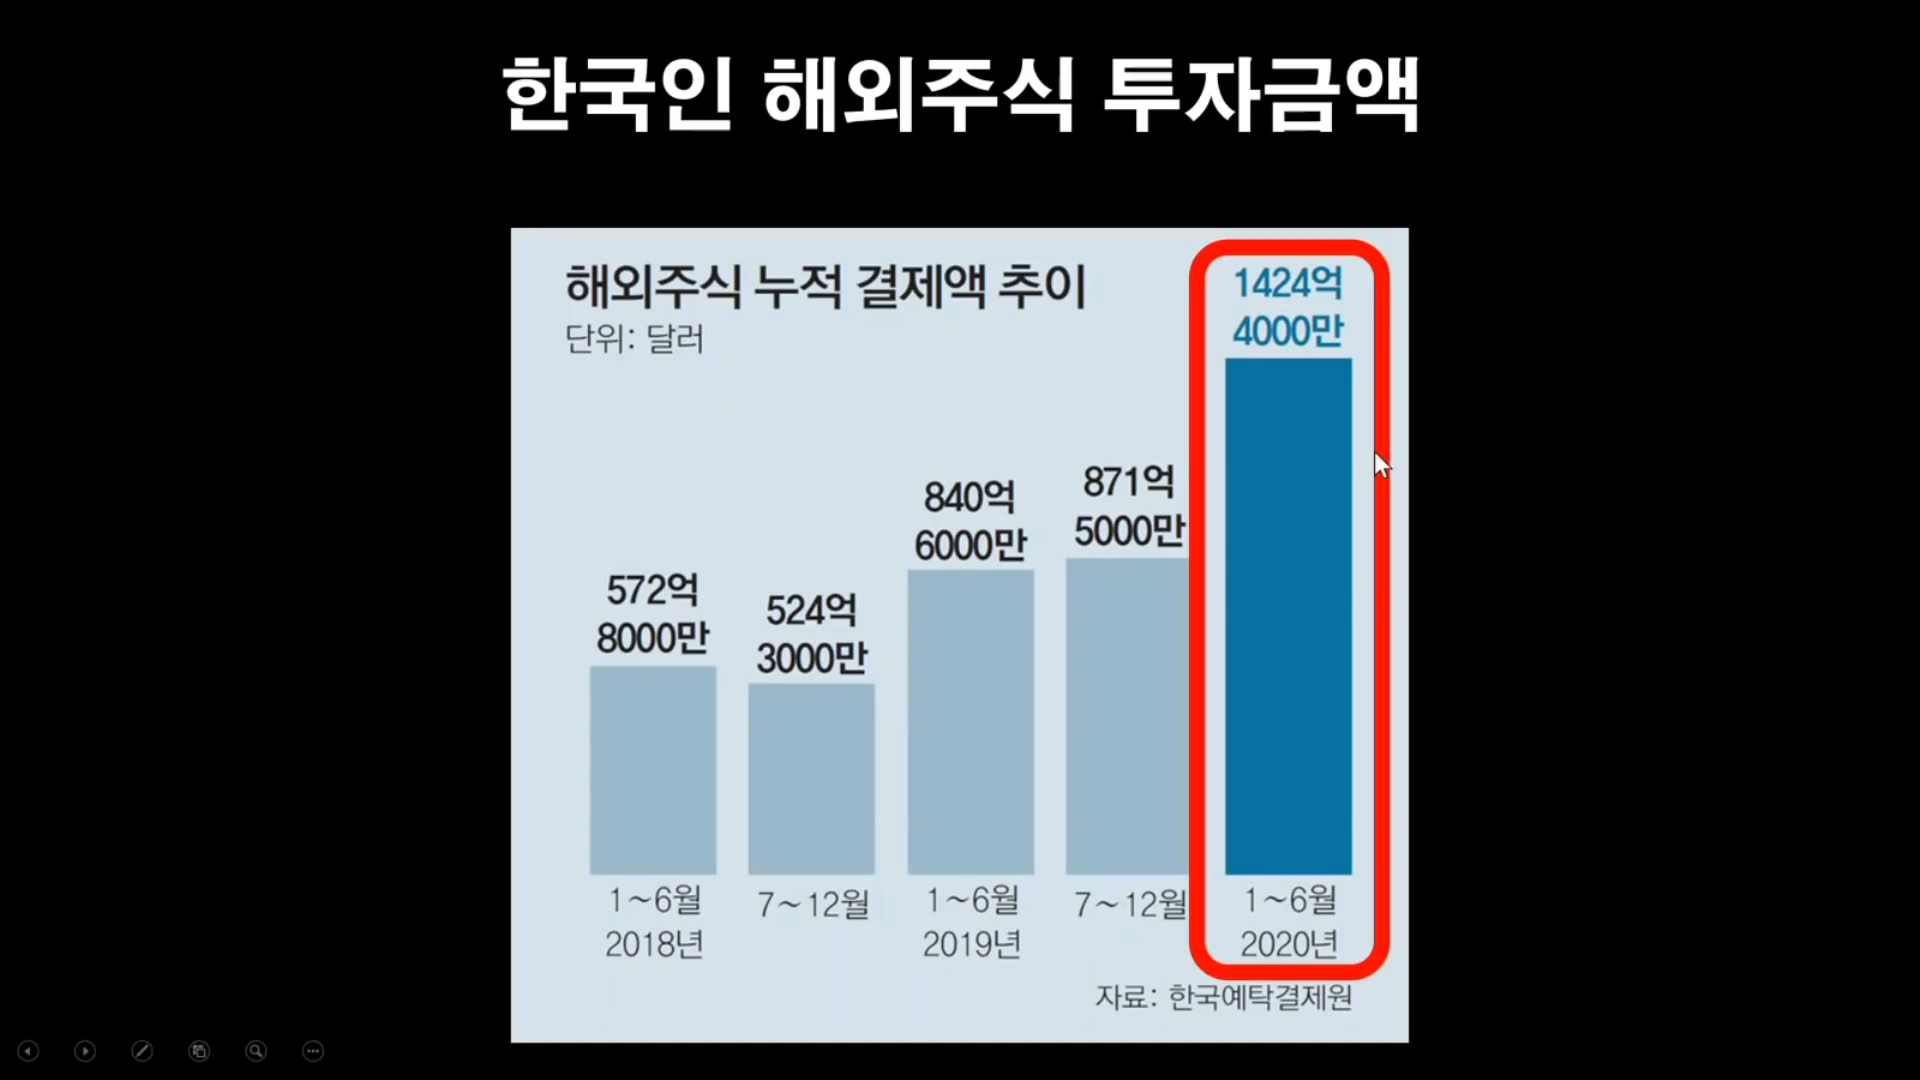 한국인 해외주식 투자금액
해외주식 누적 결제액 추이
단위: 달러
572억
8000만
524억
3000만
840억
6000만
871억
5000만
1424억
4000만
1~6월
2018년
7~12월
1~6월
2019년
7~12월
1~6월
2020년
자료: 한국예탁결제원